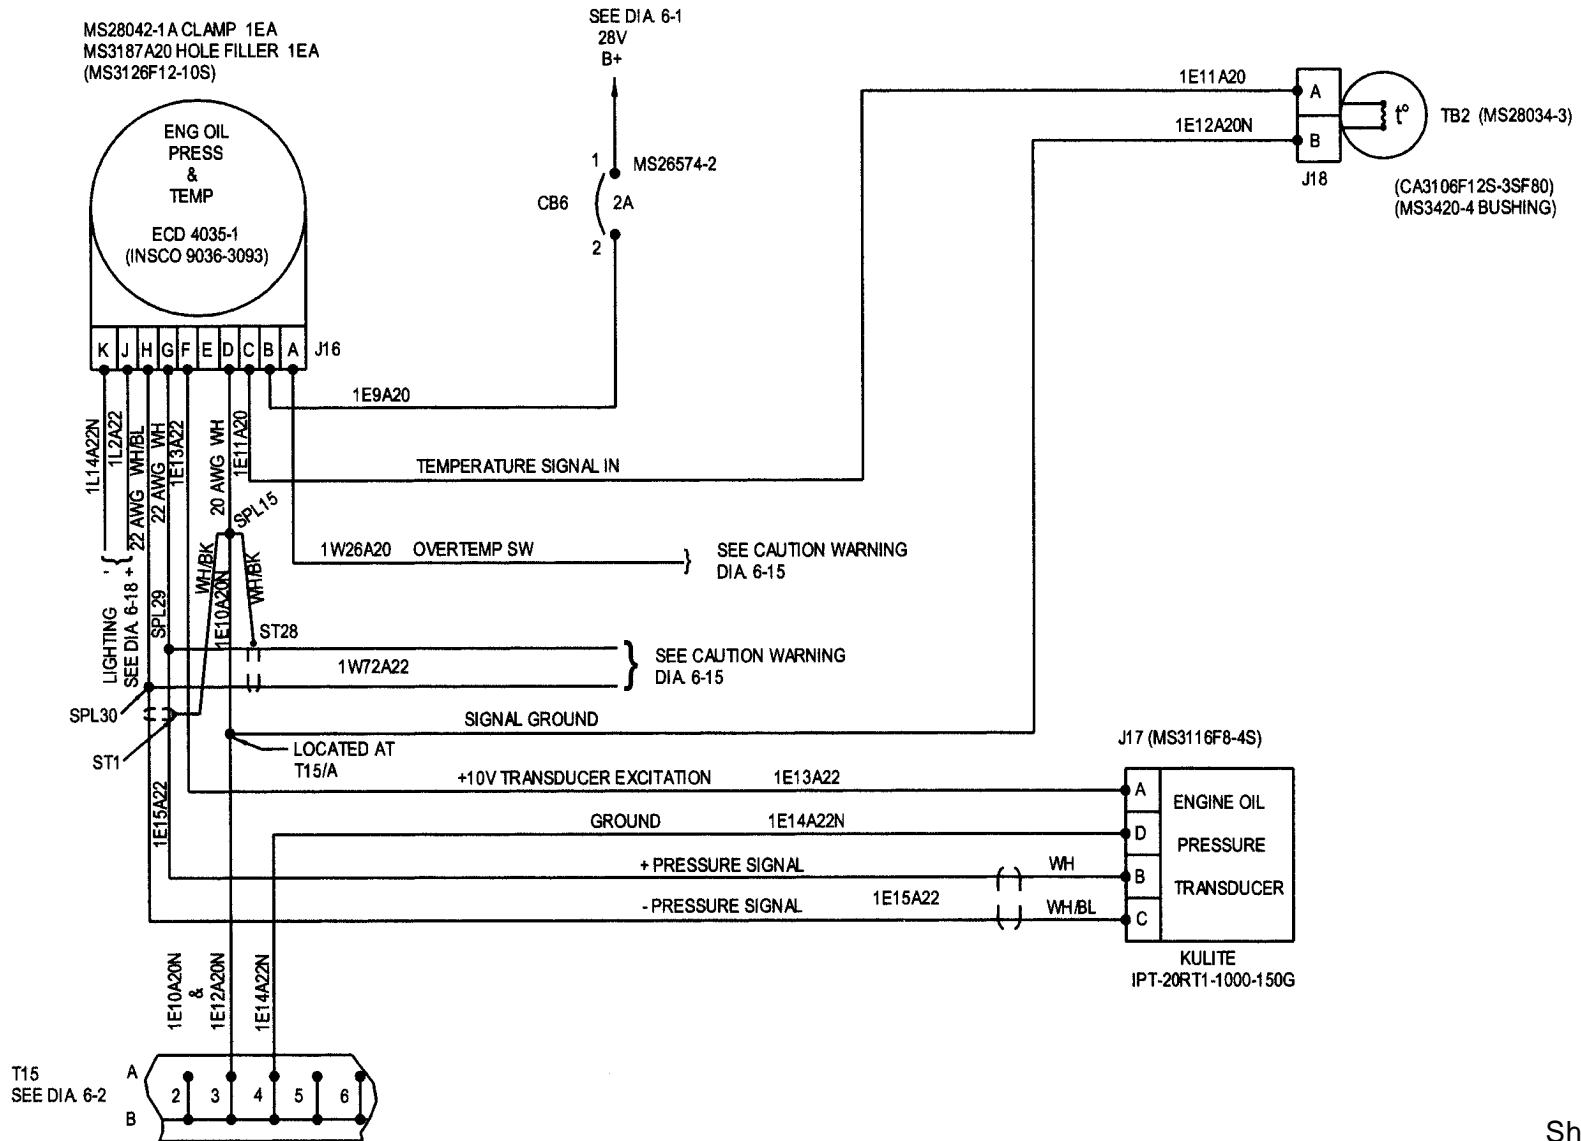 MS28042-1A CLAMP 1EA
MS3187A20 HOLE FILLER 1EA
(MS3126F12-10S)
ENG OIL
PRESS
&
TEMP
ECD 4035-1
(INSCO 9036-3093)
K J H G F E D C B A J16
SEE DIA. 6-1
28V
B+
1
MS26574-2
CB6
2A
2
1E11A20
A
1E12A20N
B
t°
TB2 (MS28034-3)
J18
(CA3106F12S-3SF80)
(MS3420-4 BUSHING)
1E9A20
1L14A22N
1L2A22
22 AWG WH/BL
22 AWG WH
1E13A22
20 AWG WH
1E11A20
TEMPERATURE SIGNAL IN
SPL15
1W26A20 OVERTEMP SW
SEE CAUTION WARNING
DIA. 6-15
WH/BK
1E10A20N
WH/BK
LIGHTING
SEE DIA. 6-18 +
SPL29
ST28
1W72A22
SEE CAUTION WARNING
DIA. 6-15
SPL30
ST1
SIGNAL GROUND
LOCATED AT
T15/A
J17 (MS3116F8-4S)
+10V TRANSDUCER EXCITATION 1E13A22
A
GROUND 1E14A22N
D
1E15A22
+ PRESSURE SIGNAL
WH
B
- PRESSURE SIGNAL
1E15A22
WH/BL
C
ENGINE OIL
PRESSURE
TRANSDUCER
KULITE
IPT-20RT1-1000-150G
1E10A20N
&
1E12A20N
1E14A22N
T15
SEE DIA. 6-2
A
2 3 4 5 6
B
Sh